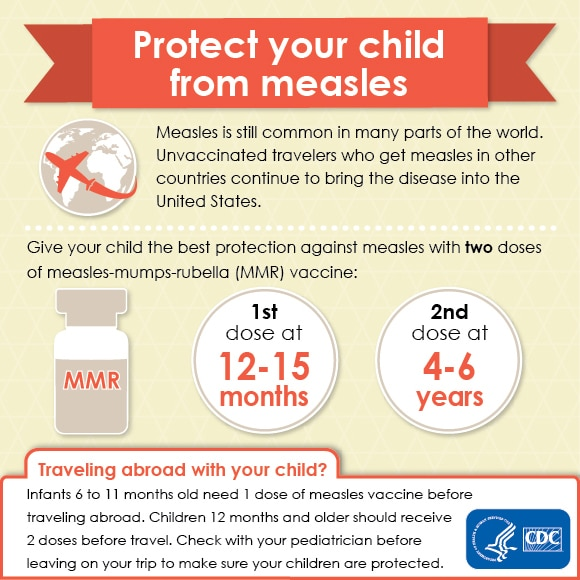 Protect your child
from measles
Measles is still common in many parts of the world.
Unvaccinated travelers who get measles in other
countries continue to bring the disease into the
United States.
Give your child the best protection against measles with two doses
of measles-mumps-rubella (MMR) vaccine:
MMR
1st
dose at
12-15
months
2nd
dose at
4-6
years
Traveling abroad with your child?
Infants 6 to 11 months old need 1 dose of measles vaccine before
traveling abroad. Children 12 months and older should receive
2 doses before travel. Check with your pediatrician before
leaving on your trip to make sure your children are protected.
CDC